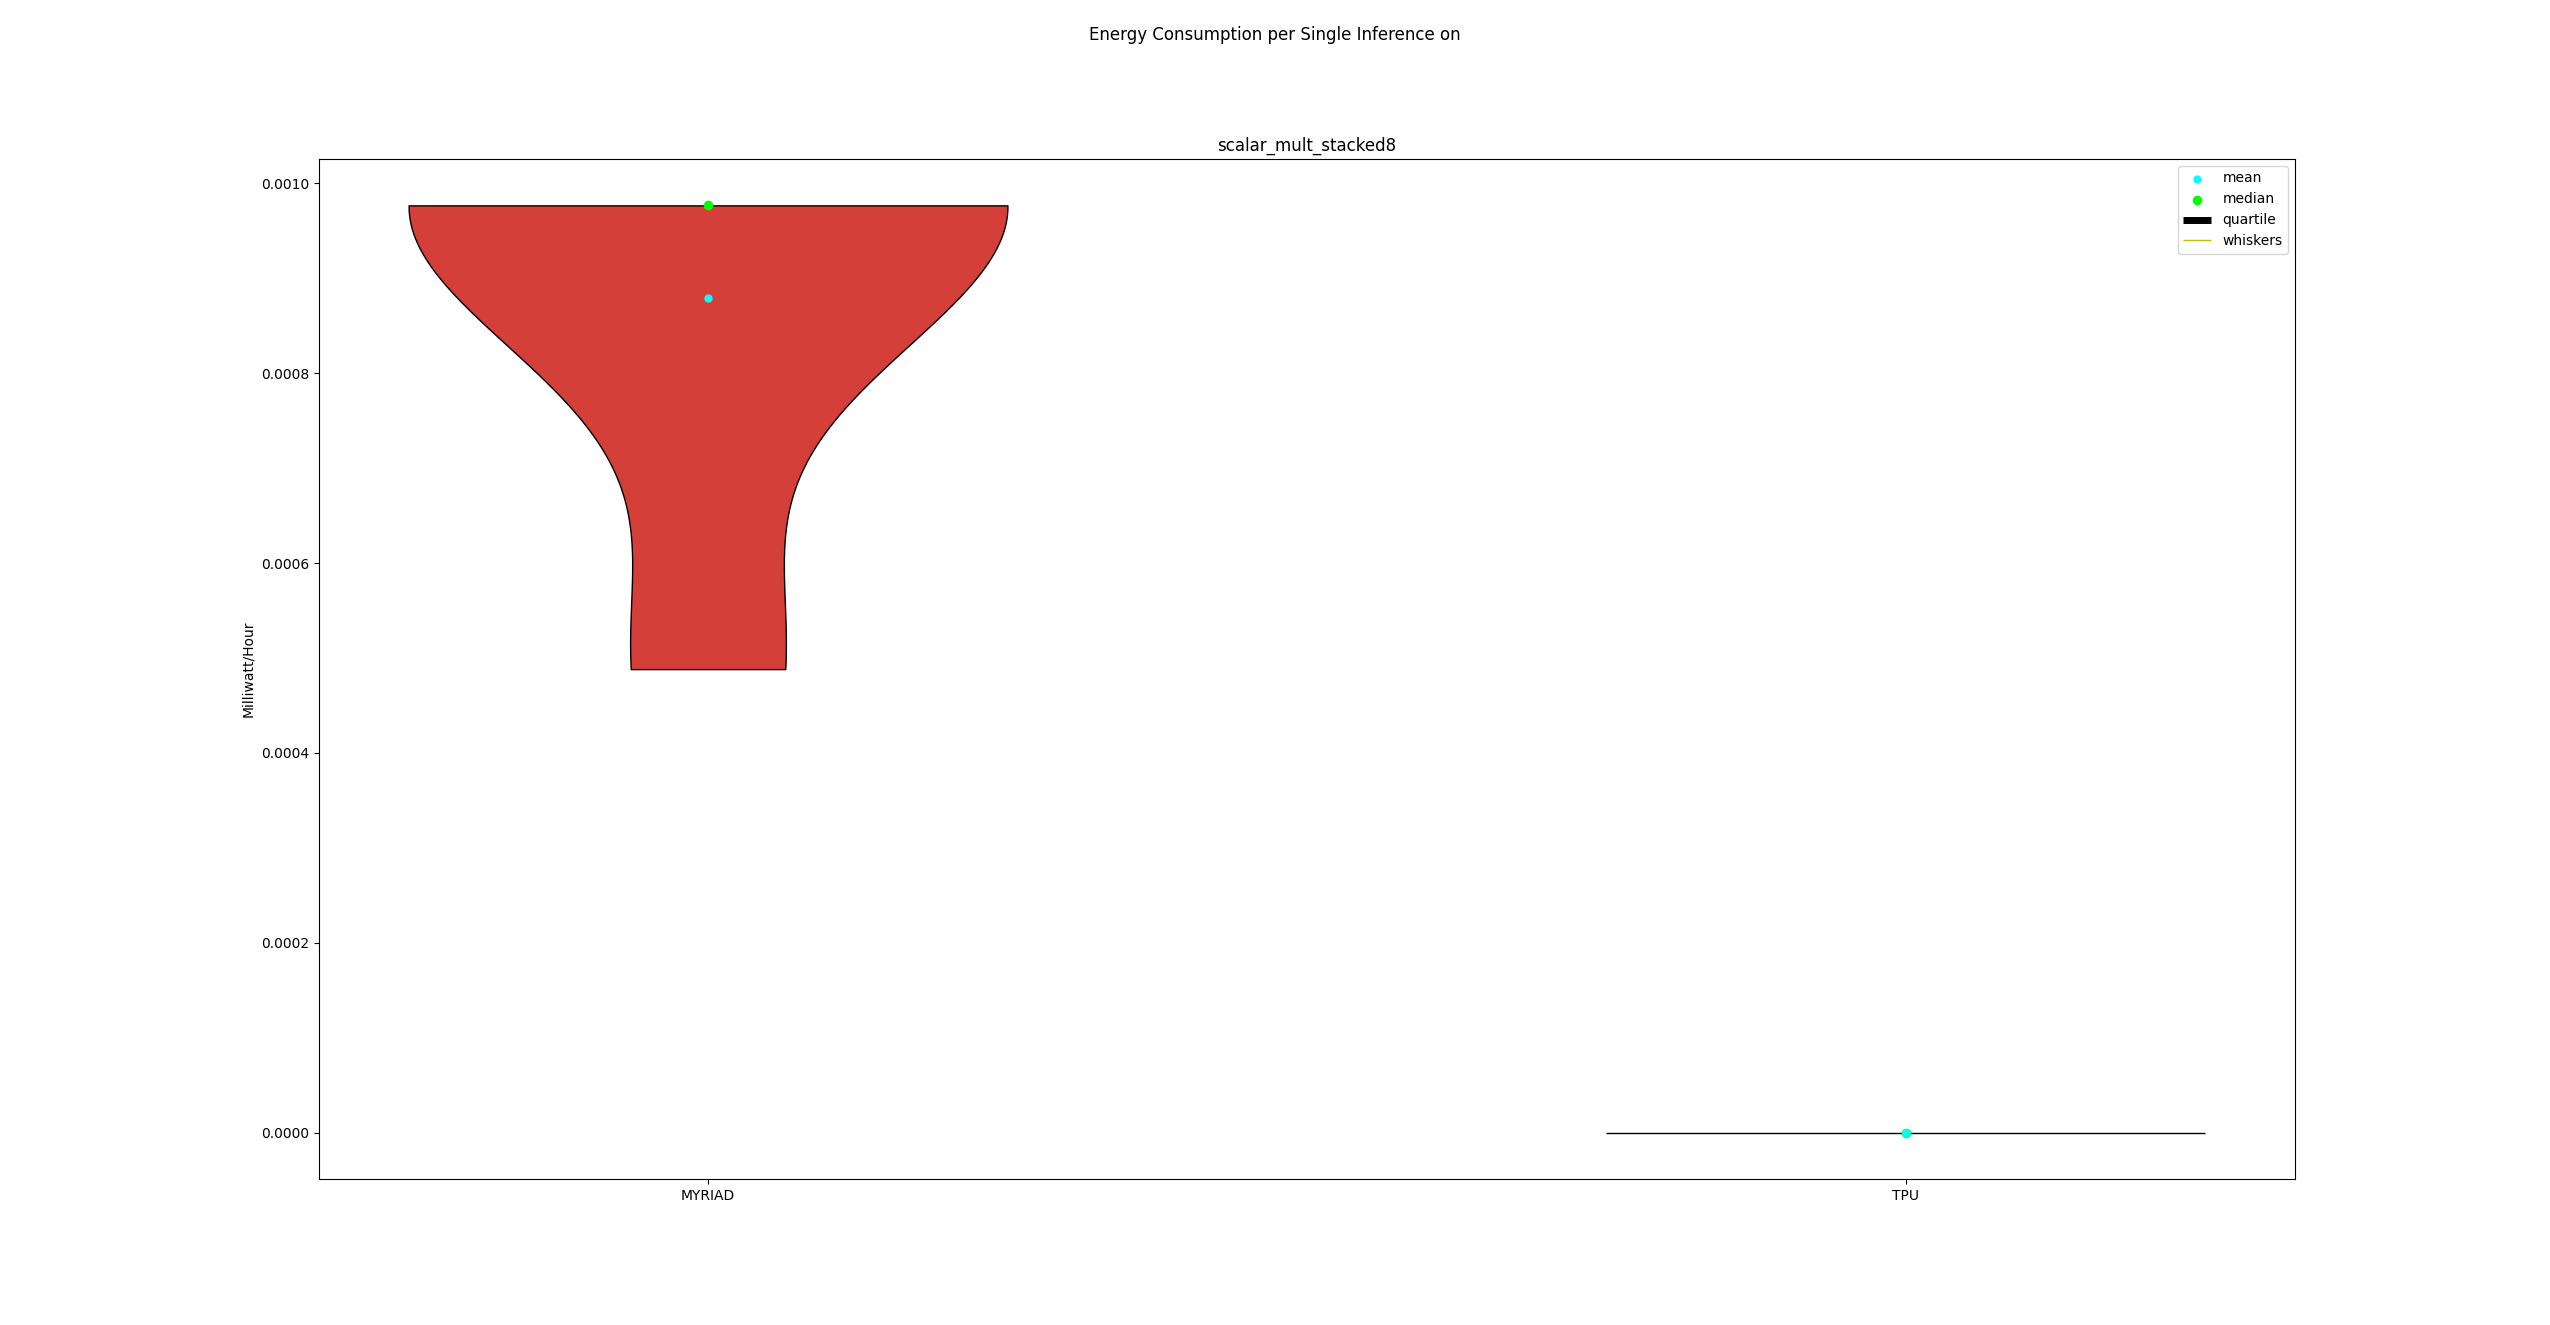 Energy Consumption per Single Inference on
scalar_mult_stacked8
mean
median
quartile
whiskers
0.0010
0.0008
0.0006
0.0004
0.0002
0.0000
Milliwatt/Hour
MYRIAD
TPU